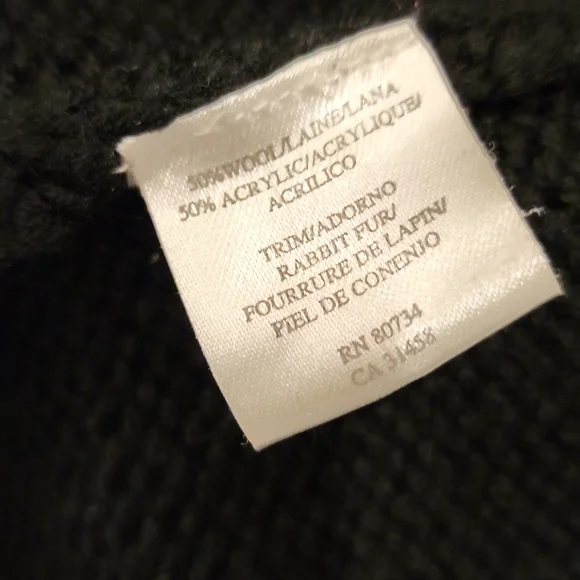 50%WOOL/LAINE/LANA
50% ACRYLIC/ACRYLIQUE/
ACRILICO
TRIM/ADORNO
RABBIT FUR/
FOURRURE DE LAPIN/
PIEL DE CONENJO
RN 80734
CA 31458